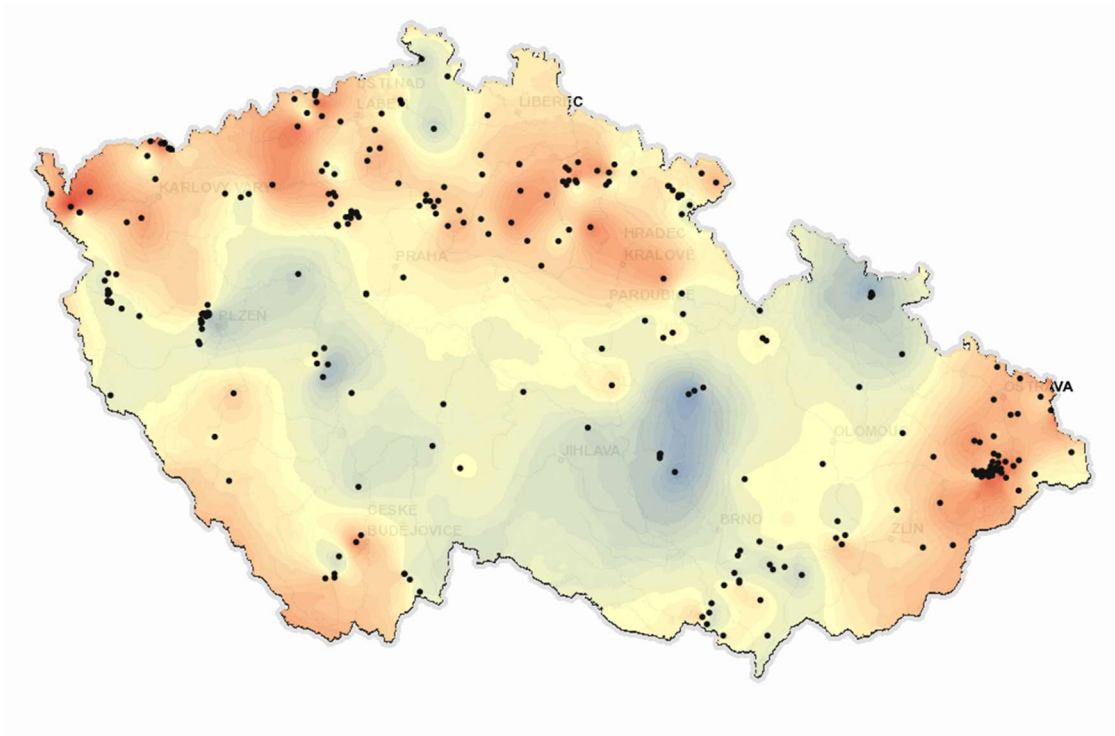 ÚSTÍ NAD
LABEM
LIBEREC
KARLOVY VARY
HRADEC
KRÁLOVÉ
PRAHA
PARDUBICE
PLZEŇ
OSTRAVA
OLOMOUC
JIHLAVA
ČESKÉ
BUDĚJOVICE
BRNO
ZLÍN